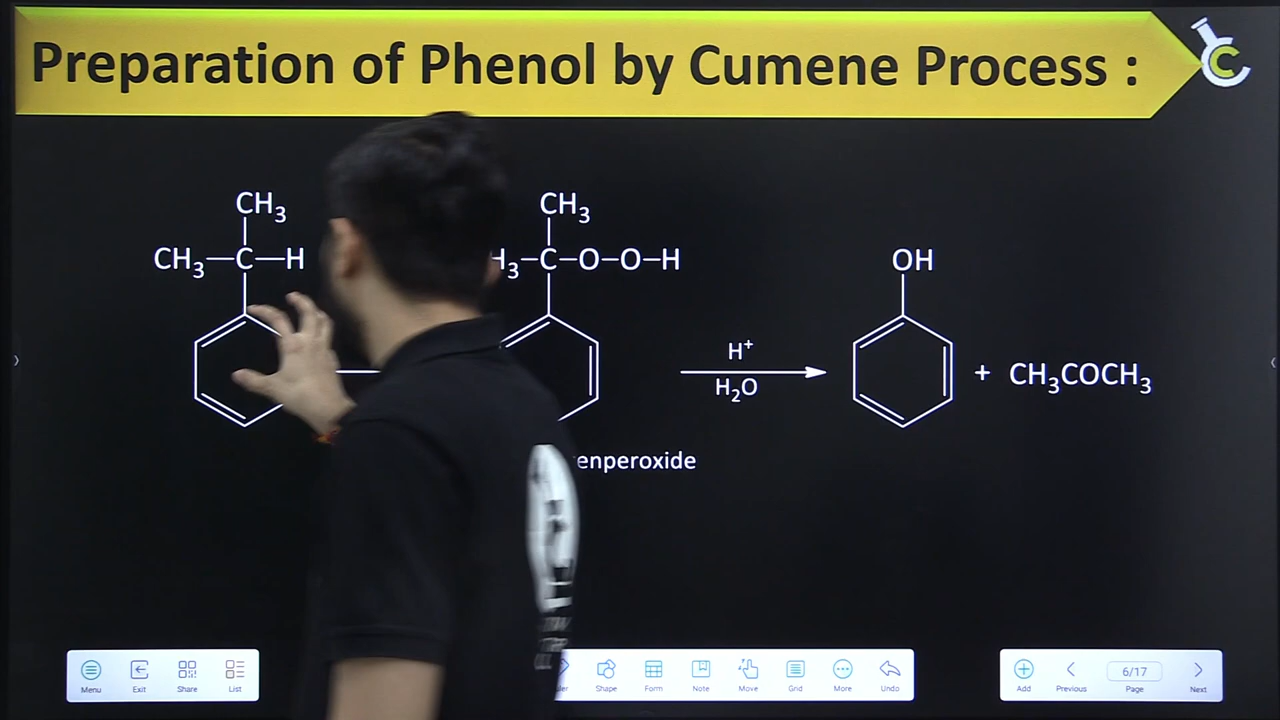 Preparation of Phenol by Cumene Process :
C
CH₃ CH₃
CH₃—C—H H₃—C—O—O—H OH
H⁺
H₂O
+ CH₃COCH₃
enperoxide
Menu Exit Share List Shape Form Note Move Grid More Undo Add Previous 6/17 Page Next